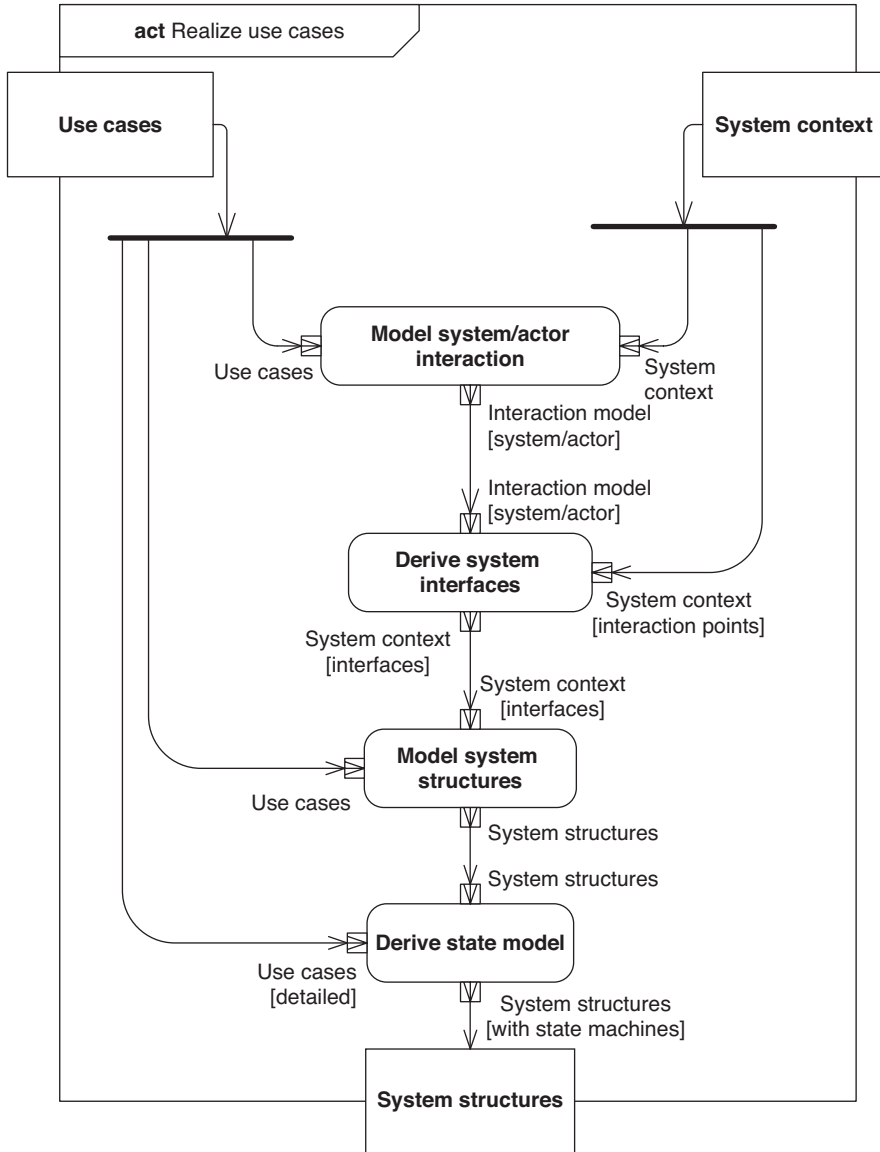 act Realize use cases
Use cases
System context
Model system/actor
interaction
Use cases
System
context
Interaction model
[system/actor]
Interaction model
[system/actor]
Derive system
interfaces
System context
[interaction points]
System context
[interfaces]
System context
[interfaces]
Model system
structures
Use cases
System structures
System structures
Derive state model
Use cases
[detailed]
System structures
[with state machines]
System structures